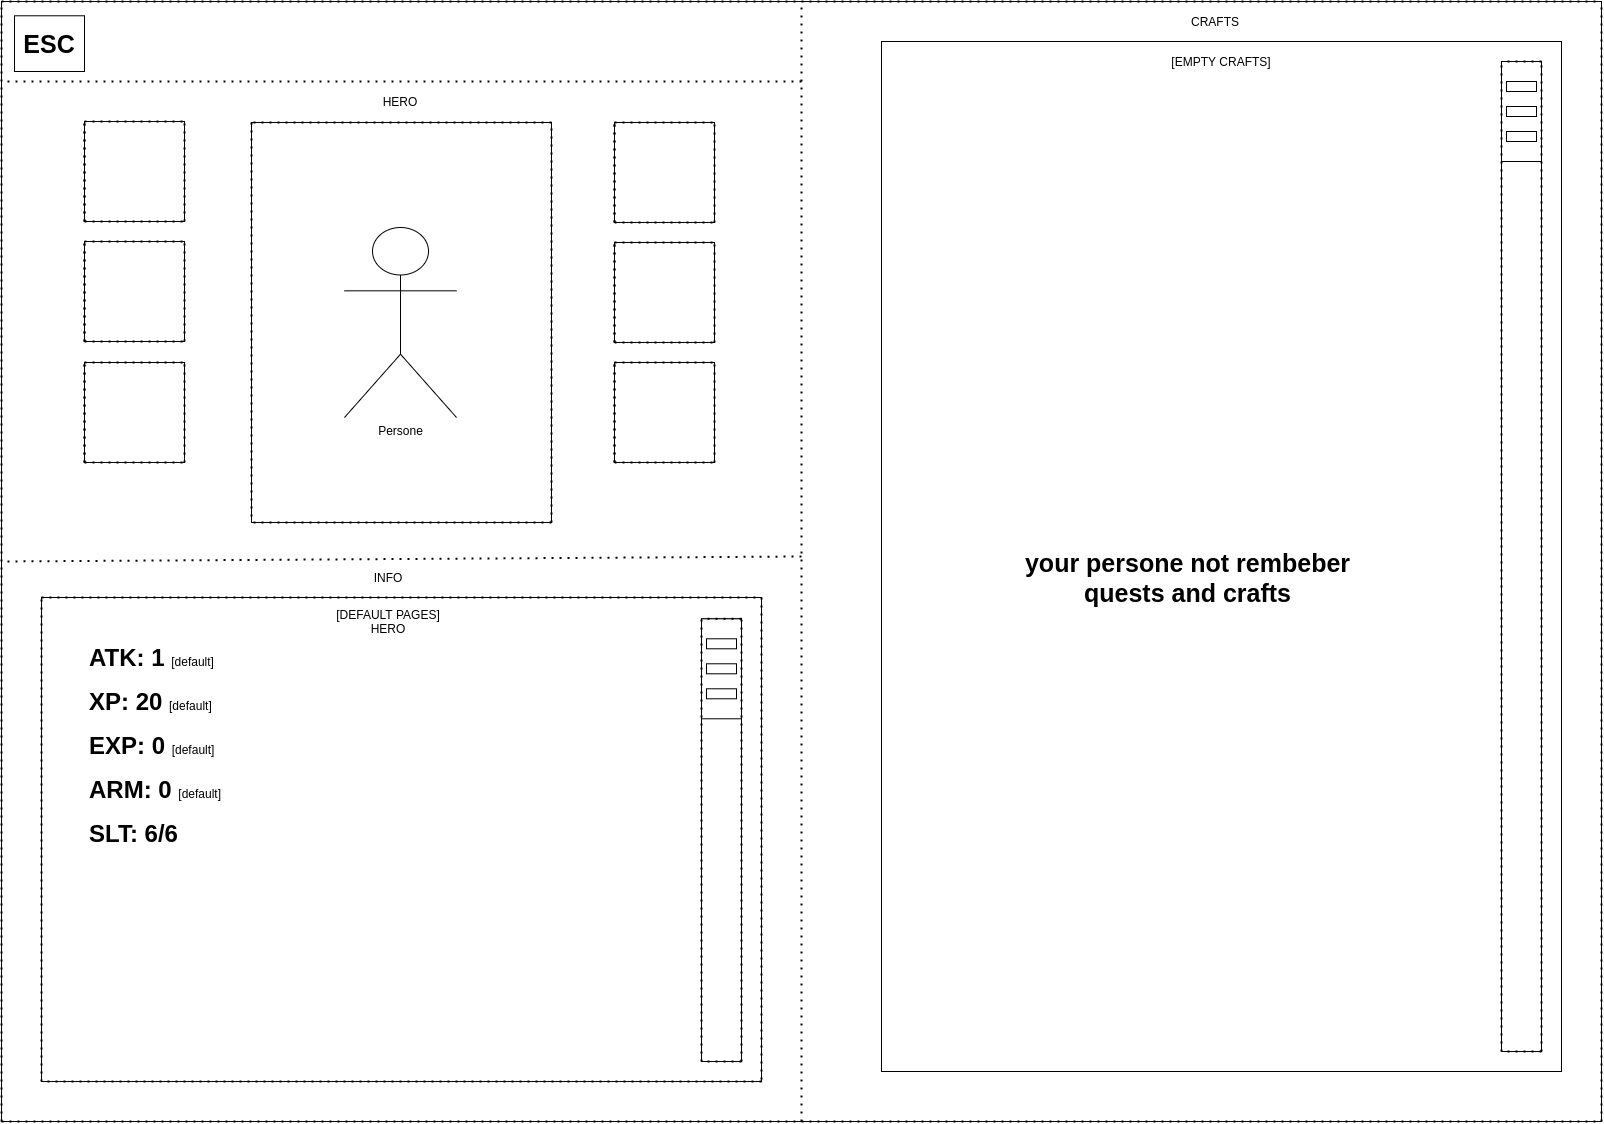 ESC
HERO
Persone
INFO
[DEFAULT PAGES]
HERO
ATK: 1 [default]
XP: 20 [default]
EXP: 0 [default]
ARM: 0 [default]
SLT: 6/6
CRAFTS
[EMPTY CRAFTS]
your persone not rembeber
quests and crafts